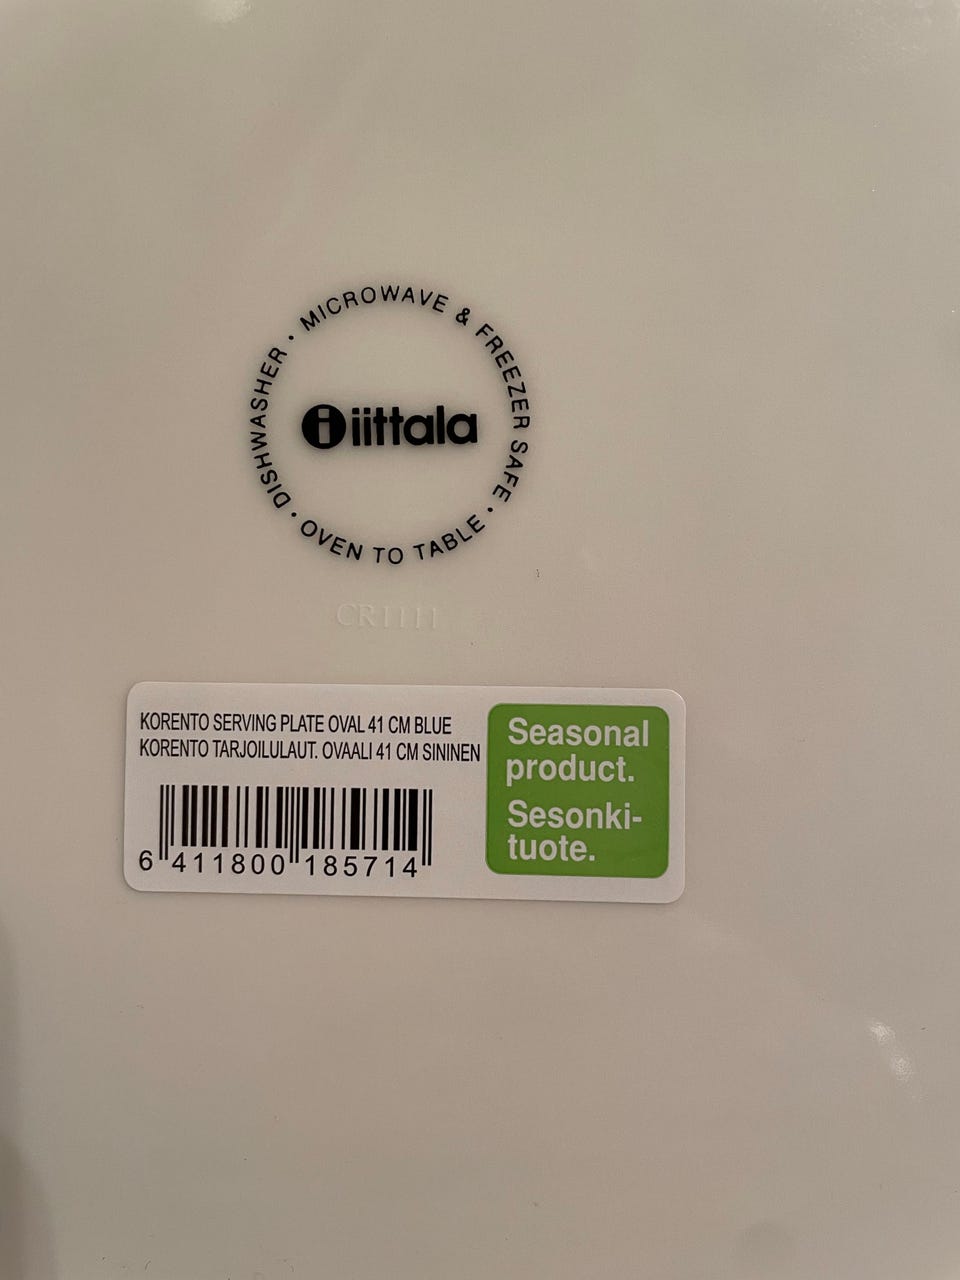 DISHWASHER • MICROWAVE & FREEZER SAFE • OVEN TO TABLE •
iittala
CR1111
KORENTO SERVING PLATE OVAL 41 CM BLUE
KORENTO TARJOILULAUT. OVAALI 41 CM SININEN
6 411800 185714
Seasonal
product.
Sesonki-
tuote.